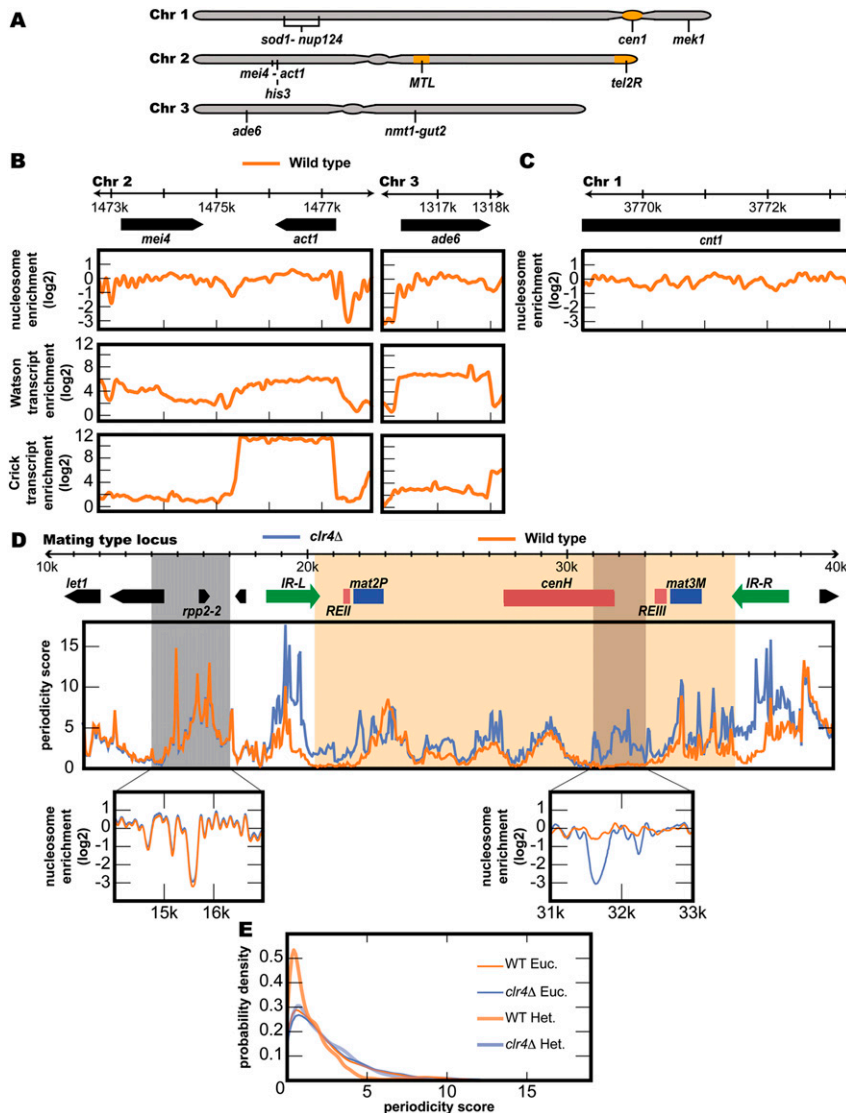 A
Chr 1
sod1- nup124
cen1
mek1
Chr 2
mei4 - act1
his3
MTL
tel2R
Chr 3
ade6
nmt1-gut2
B
Wild type
C
Chr 2
Chr 3
Chr 1
1473k 1475k 1477k
1317k 1318k
3770k 3772k
mei4
act1
ade6
cnt1
nucleosome enrichment (log2)
1
0
-1
-2
-3
nucleosome enrichment (log2)
1
0
-1
-2
-3
Watson transcript enrichment (log2)
12
8
4
0
Crick transcript enrichment (log2)
12
8
4
0
D
Mating type locus
clr4Δ
Wild type
10k 20k 30k 40k
let1
rpp2-2
IR-L
REII
mat2P
cenH
REIII
mat3M
IR-R
periodicity score
15
10
5
0
nucleosome enrichment (log2)
1
0
-1
-2
-3
15k 16k
nucleosome enrichment (log2)
1
0
-1
-2
-3
31k 32k 33k
E
probability density
0.5
0.4
0.3
0.2
0.1
0 5 10 15
periodicity score
WT Euc.
clr4Δ Euc.
WT Het.
clr4Δ Het.